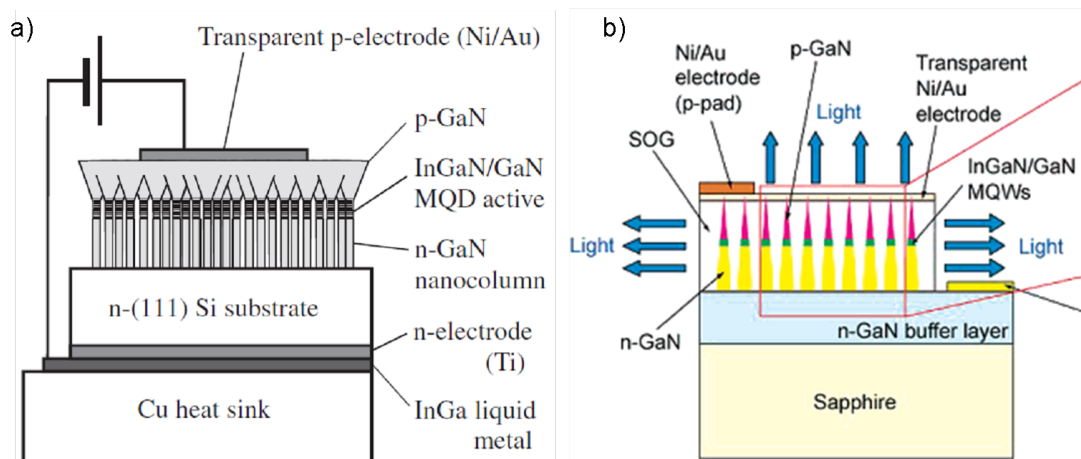 a)
Transparent p-electrode (Ni/Au)
p-GaN
InGaN/GaN
MQD active
n-GaN
nanocolumn
n-(111) Si substrate
n-electrode
(Ti)
Cu heat sink
InGa liquid
metal
b)
Ni/Au
electrode
(p-pad)
p-GaN
Transparent
Ni/Au
electrode
Light
SOG
InGaN/GaN
MQWs
Light
Light
n-GaN
n-GaN buffer layer
Sapphire